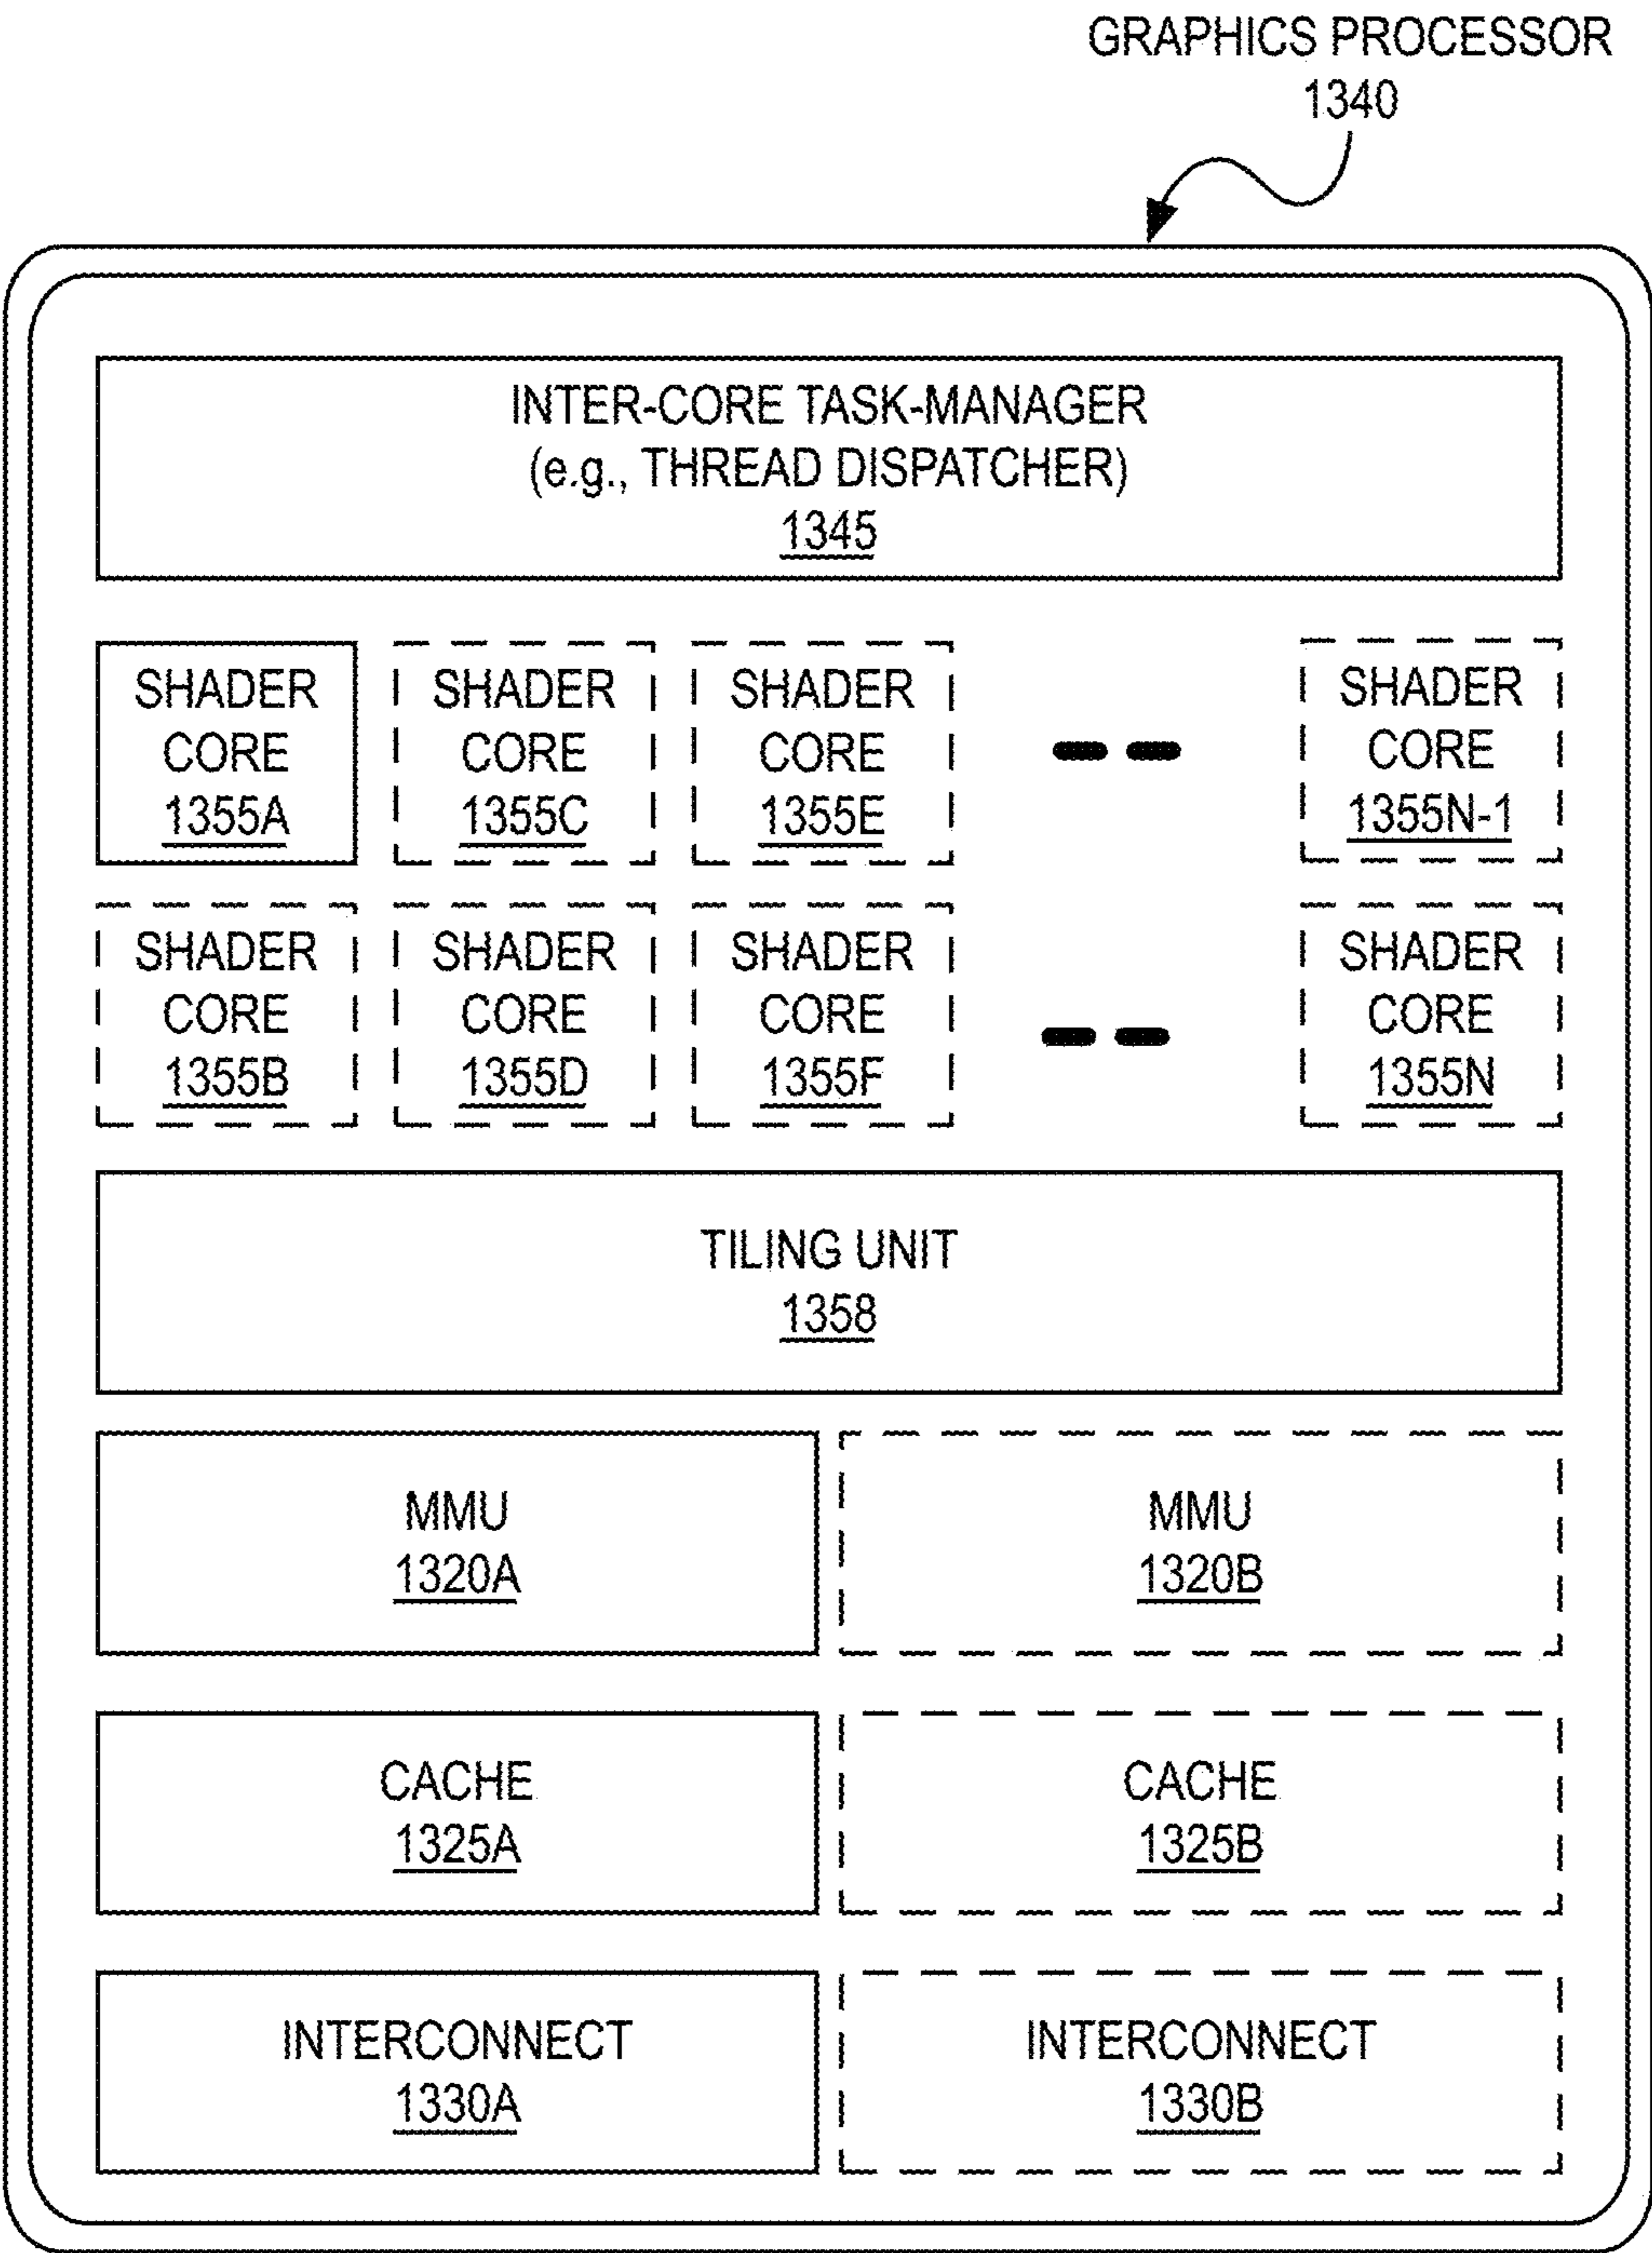 GRAPHICS PROCESSOR
1340
INTER-CORE TASK-MANAGER
(e.g., THREAD DISPATCHER)
1345
SHADER
CORE
1355A
SHADER
CORE
1355C
SHADER
CORE
1355E
SHADER
CORE
1355N-1
SHADER
CORE
1355B
SHADER
CORE
1355D
SHADER
CORE
1355F
SHADER
CORE
1355N
TILING UNIT
1358
MMU
1320A
MMU
1320B
CACHE
1325A
CACHE
1325B
INTERCONNECT
1330A
INTERCONNECT
1330B